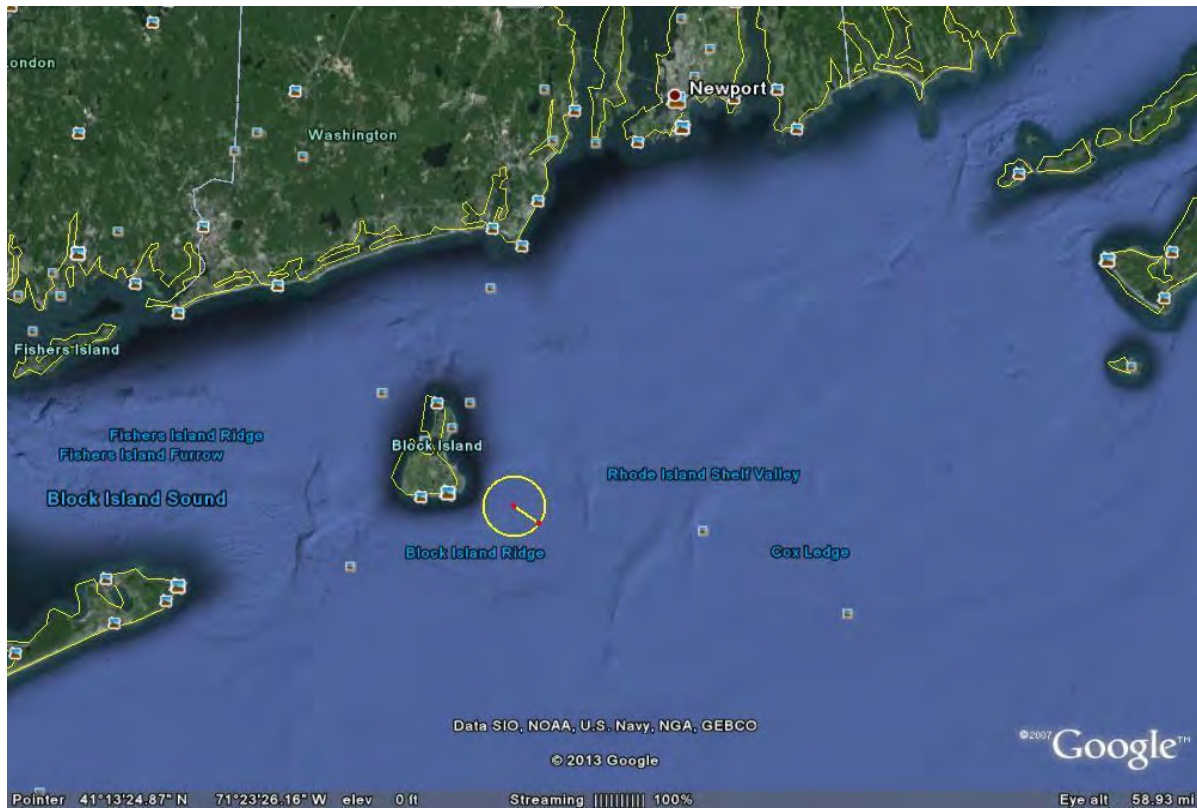 ondon
Newport
Washington
Fishers Island
Fishers Island Ridge
Block Island
Fishers Island Furrow
Rhode Island Shelf Valley
Block Island Sound
Block Island Ridge
Cox Ledge
Data SIO, NOAA, U.S. Navy, NGA, GEBCO
©2007 Google™
© 2013 Google
Pointer 41°13'24.87" N 71°23'26.16" W elev 0 ft Streaming |||||||||| 100% Eye alt 58.93 mi